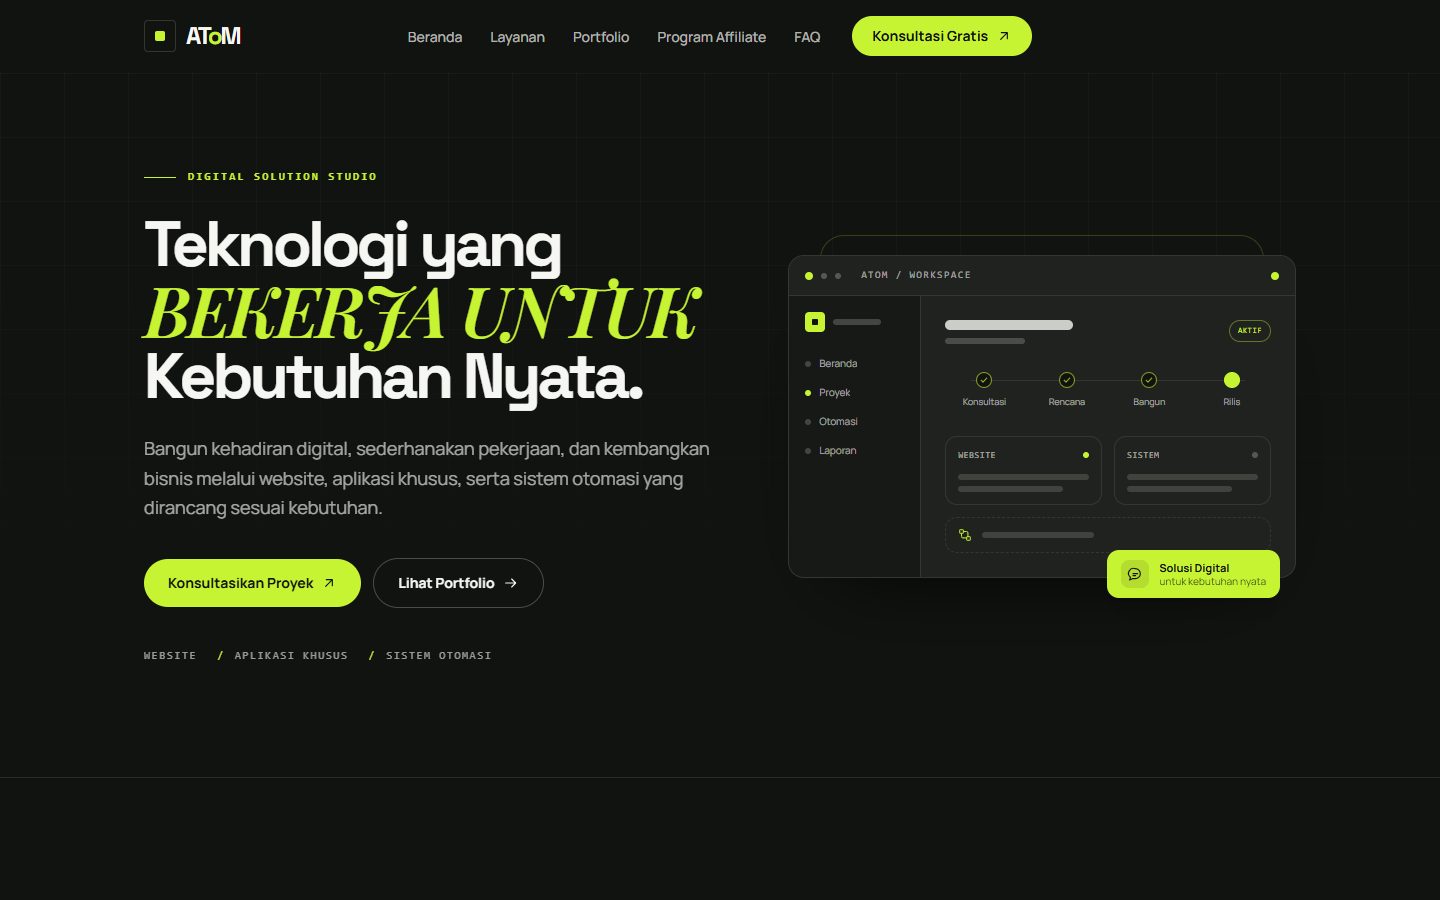 AToM
Beranda
Layanan
Portfolio
Program Affiliate
FAQ
Konsultasi Gratis
DIGITAL SOLUTION STUDIO
Teknologi yang
BEKERJA UNTUK
Kebutuhan Nyata.
Bangun kehadiran digital, sederhanakan pekerjaan, dan kembangkan
bisnis melalui website, aplikasi khusus, serta sistem otomasi yang
dirancang sesuai kebutuhan.
Konsultasikan Proyek
Lihat Portfolio
WEBSITE / APLIKASI KHUSUS / SISTEM OTOMASI
ATOM / WORKSPACE
Beranda
Proyek
Otomasi
Laporan
AKTIF
Konsultasi
Rencana
Bangun
Rilis
WEBSITE
SISTEM
Solusi Digital
untuk kebutuhan nyata